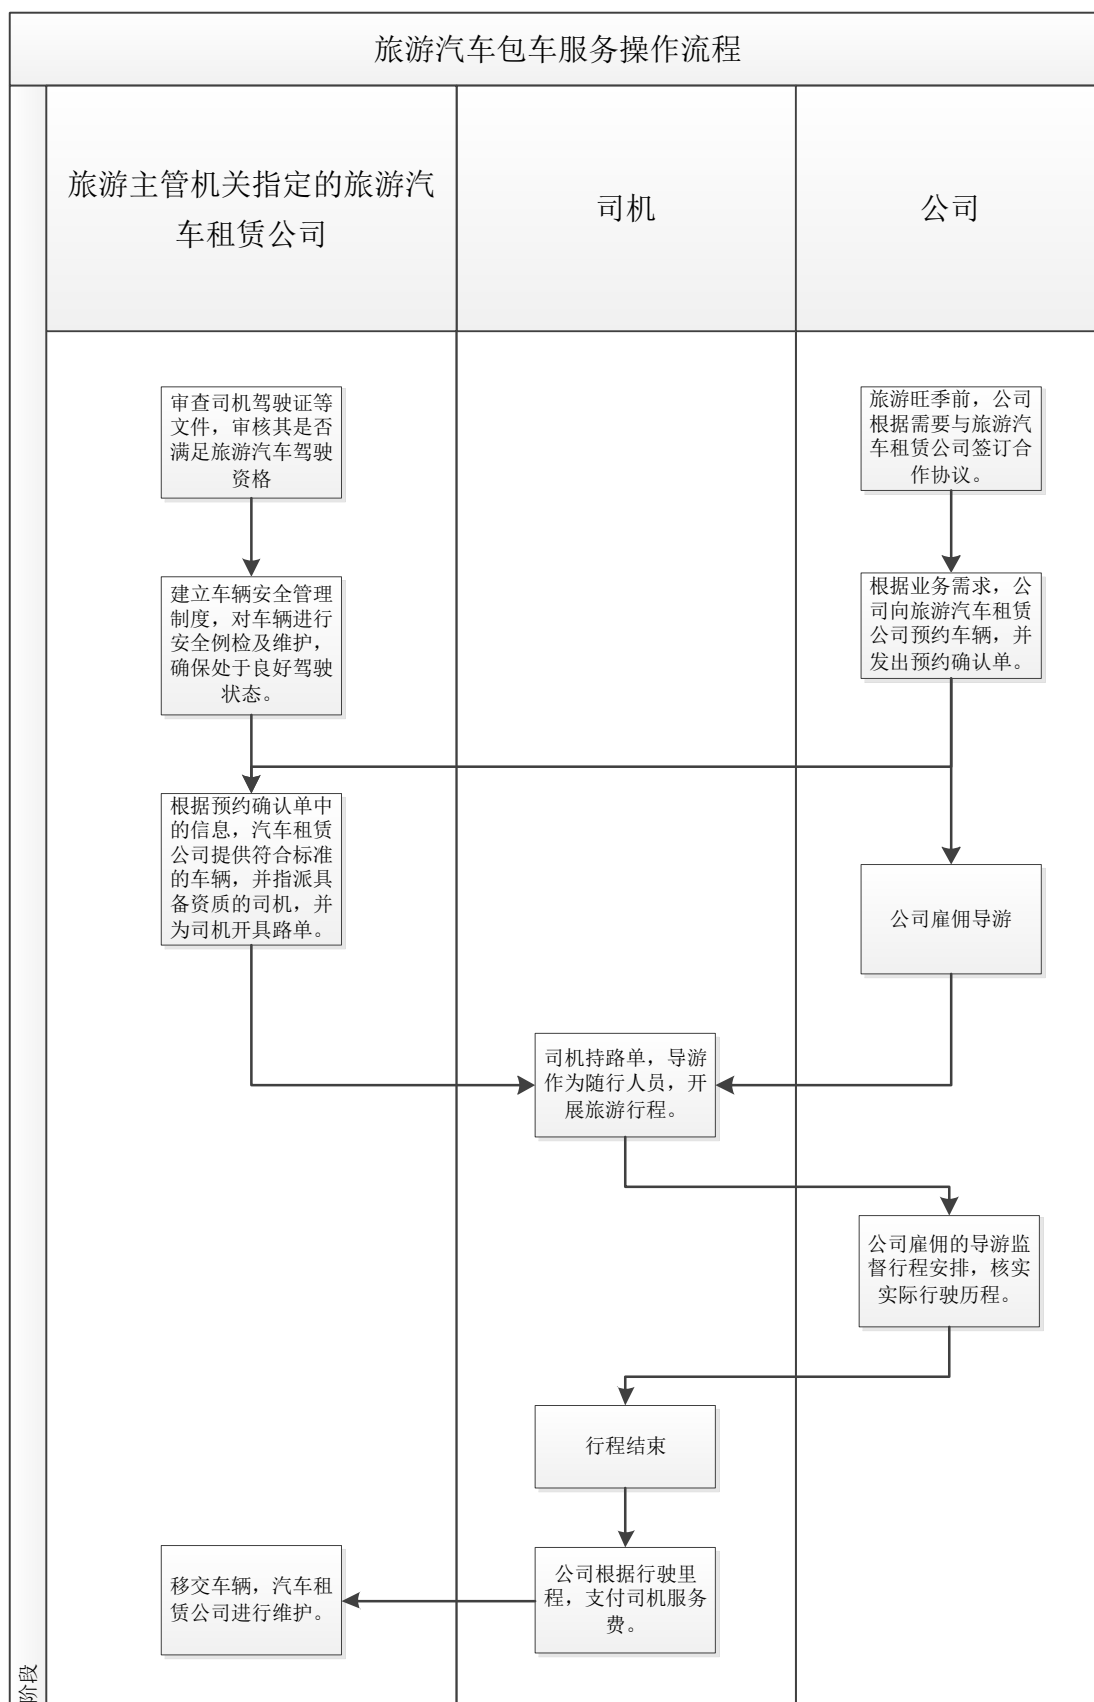 旅游汽车包车服务操作流程
旅游主管机关指定的旅游汽
车租赁公司
司机
公司
审查司机驾驶证等
文件，审核其是否
满足旅游汽车驾驶
资格
旅游旺季前，公司
根据需要与旅游汽
车租赁公司签订合
作协议。
建立车辆安全管理
制度，对车辆进行
安全例检及维护，
确保处于良好驾驶
状态。
根据业务需求，公
司向旅游汽车租赁
公司预约车辆，并
发出预约确认单。
根据预约确认单中
的信息，汽车租赁
公司提供符合标准
的车辆，并指派具
备资质的司机，并
为司机开具路单。
公司雇佣导游
司机持路单，导游
作为随行人员，开
展旅游行程。
公司雇佣的导游监
督行程安排，核实
实际行驶历程。
行程结束
公司根据行驶里
程，支付司机服务
费。
移交车辆，汽车租
赁公司进行维护。
阶段